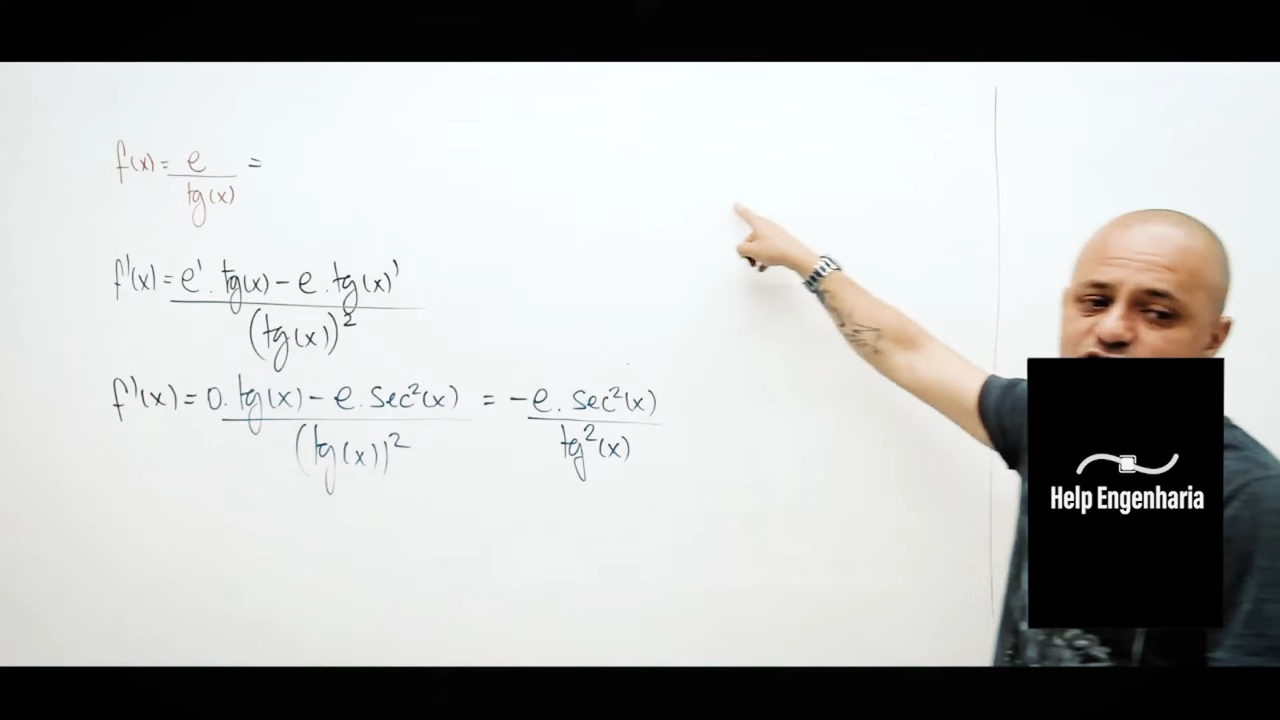 f(x) = e / tg(x) =
f'(x) = e' . tg(x) - e . tg(x)' / (tg(x))²
f'(x) = 0 . tg(x) - e . sec²(x) / (tg(x))² = - e . sec²(x) / tg²(x)
Help Engenharia